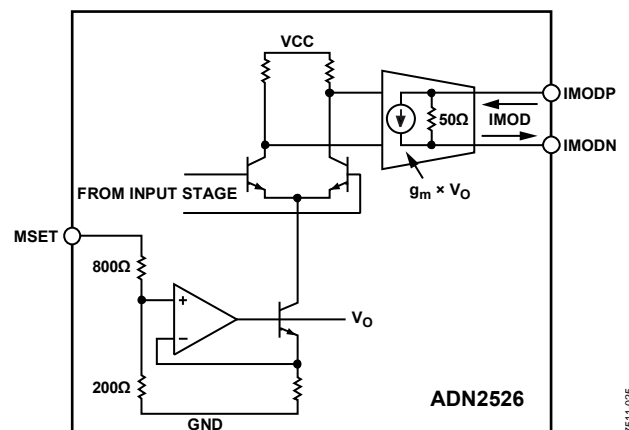 VCC
IMODP
50Ω
IMOD
IMODN
FROM INPUT STAGE
gm × VO
MSET
800Ω
+
VO
–
200Ω
ADN2526
GND